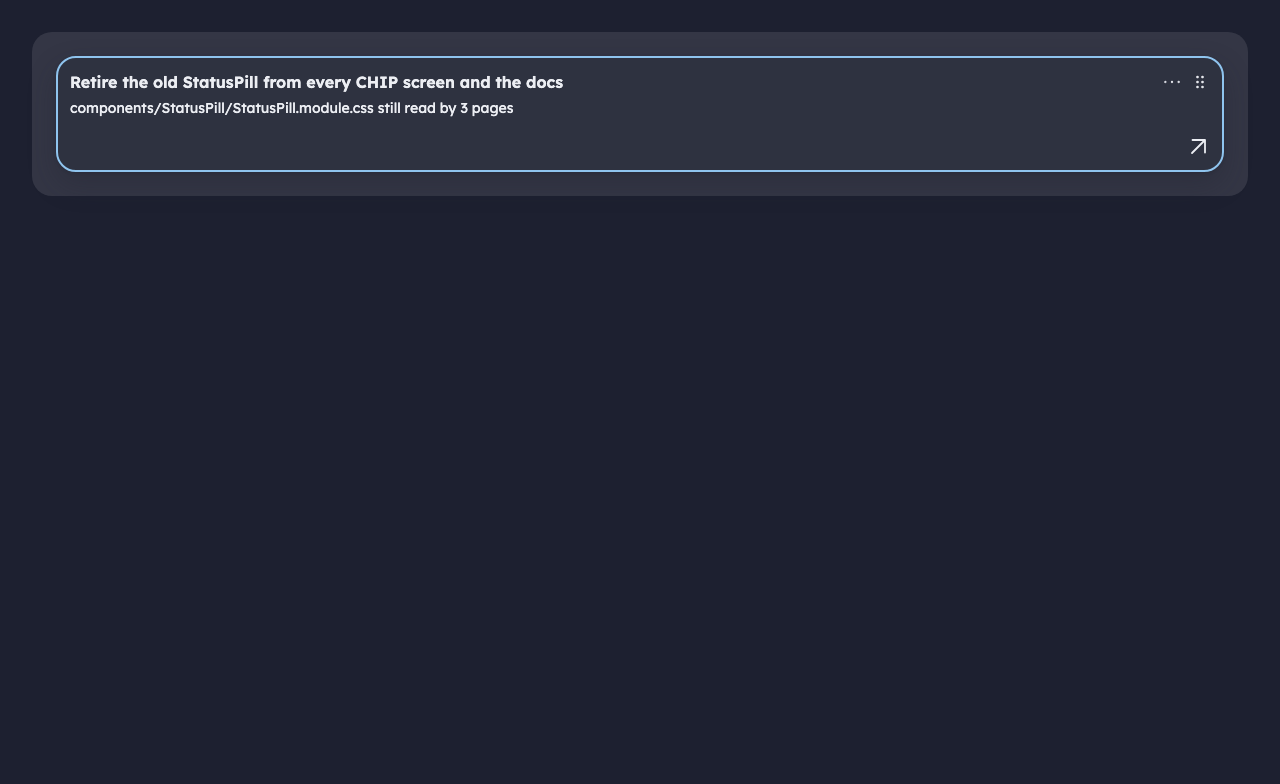 Retire the old StatusPill from every CHIP screen and the docs
components/StatusPill/StatusPill.module.css still read by 3 pages